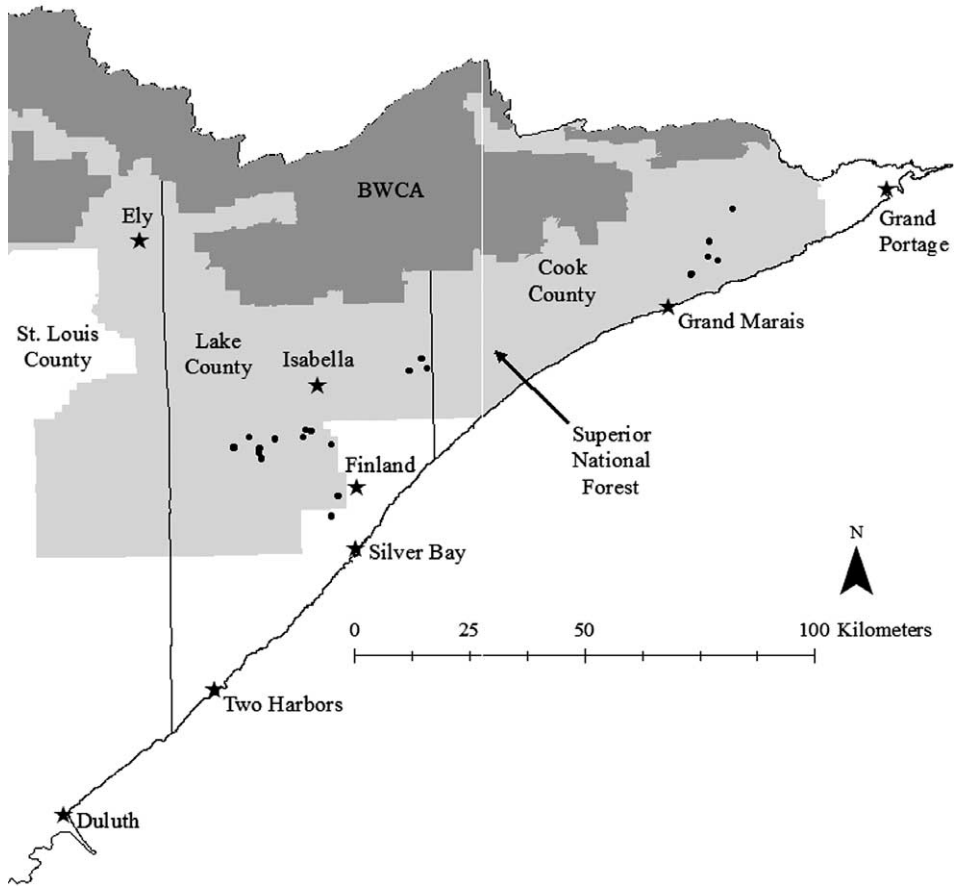 BWCA
Ely
Grand
Portage
Cook
County
St. Louis
County
Lake
County
Grand Marais
Isabella
Superior
National
Forest
Finland
N
Silver Bay
0 25 50 100 Kilometers
Two Harbors
Duluth